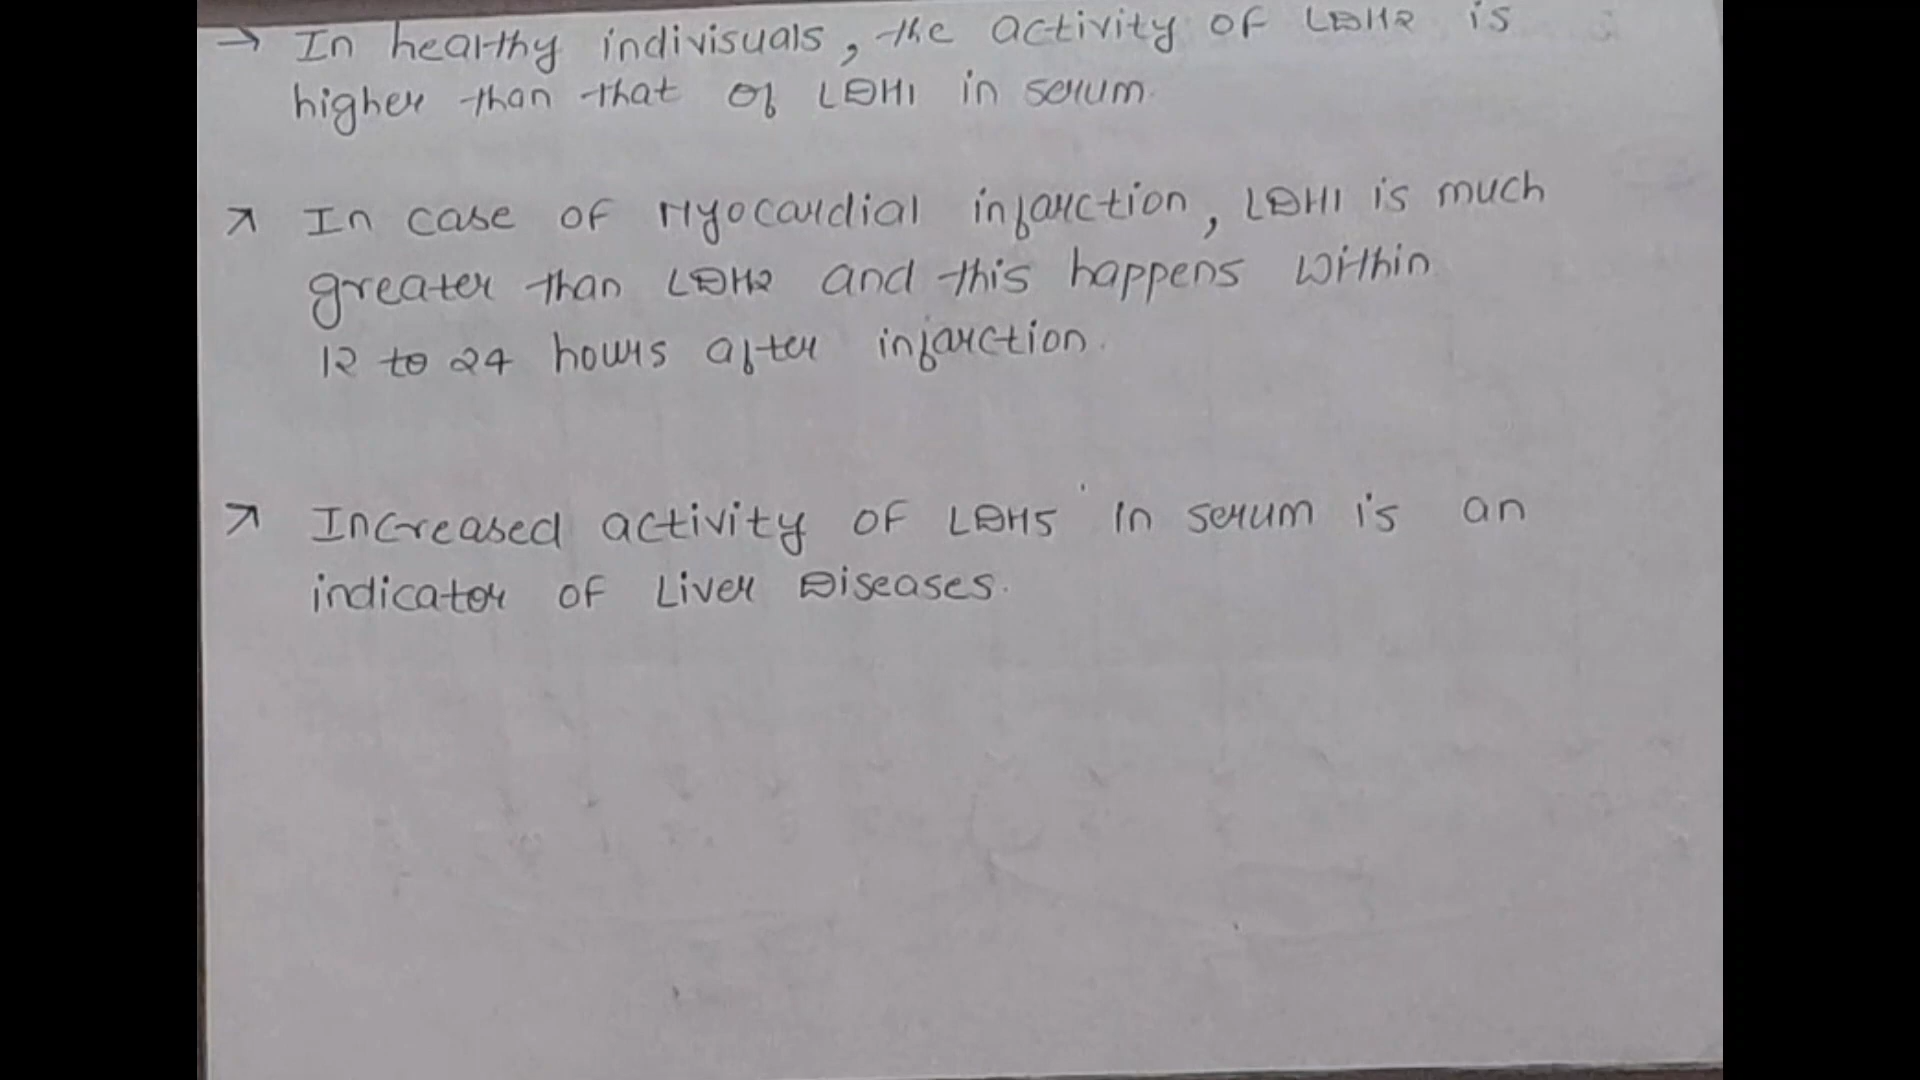 → In healthy indivisuals, the activity of LDH2 is
higher than that of LDH1 in serum.
→ In case of Myocardial infarction, LDH1 is much
greater than LDH2 and this happens within
12 to 24 hours after infarction.
→ Increased activity of LDH5 in serum is an
indicator of Liver Diseases.